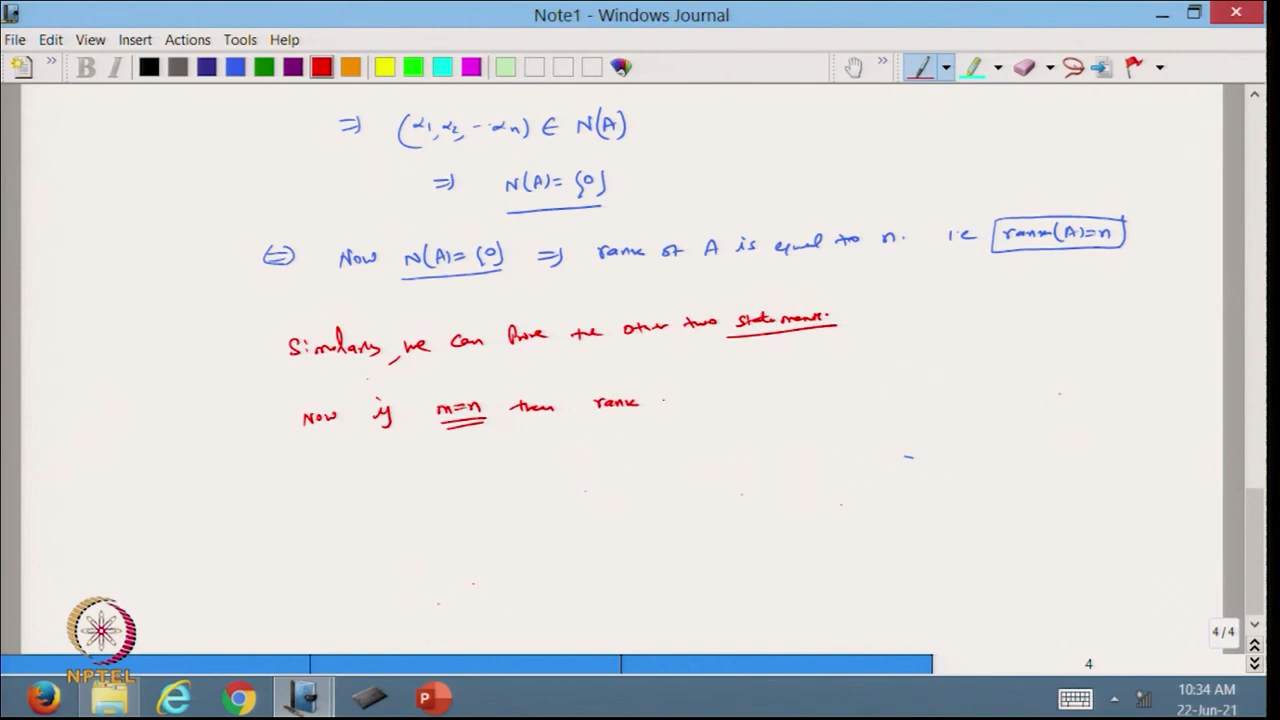 Note1 - Windows Journal
File Edit View Insert Actions Tools Help
B I
⇒ (α1, α2, -- αn) ∈ N(A)
⇒ N(A) = {0}
(⇐) Now N(A) = {0} ⇒ rank of A is equal to n. i.e rank(A)=n
Similarly, we can Prove the other two statements.
Now if m=n then rank
4/4
NPTEL
4
10:34 AM
22-Jun-21